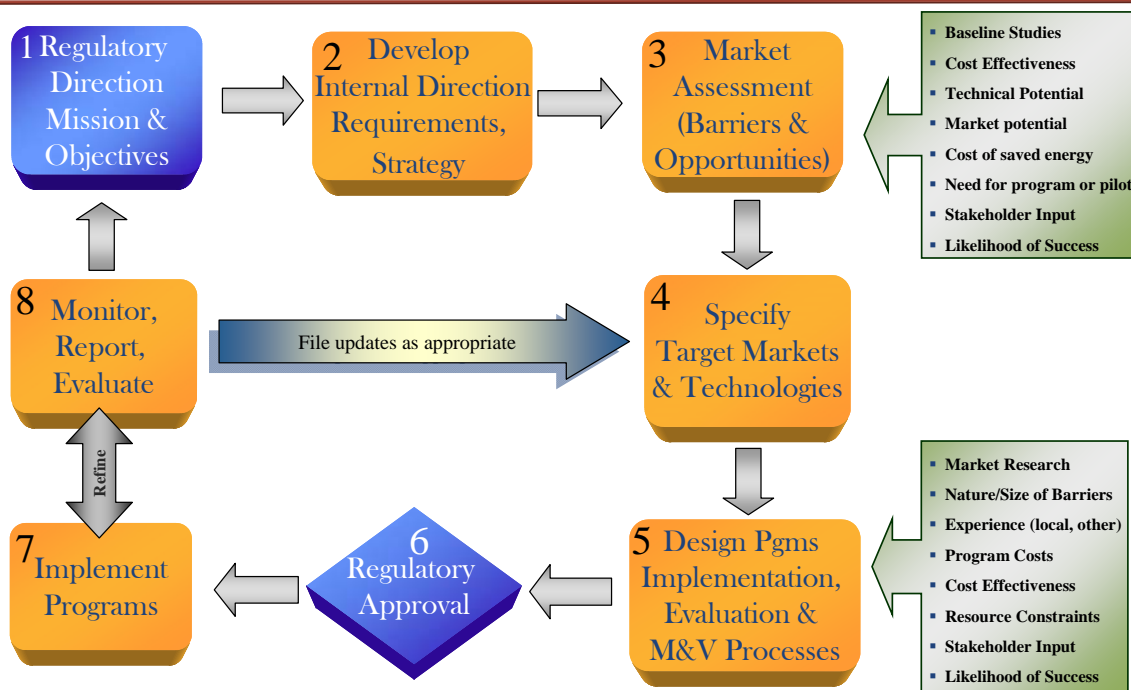 1 Regulatory
Direction
Mission &
Objectives
2 Develop
Internal Direction
Requirements,
Strategy
3 Market
Assessment
(Barriers &
Opportunities)
▪ Baseline Studies
▪ Cost Effectiveness
▪ Technical Potential
▪ Market potential
▪ Cost of saved energy
▪ Need for program or pilot
▪ Stakeholder Input
▪ Likelihood of Success
8 Monitor,
Report,
Evaluate
File updates as appropriate
4 Specify
Target Markets
& Technologies
Refine
7 Implement
Programs
6
Regulatory
Approval
5 Design Pgms
Implementation,
Evaluation &
M&V Processes
▪ Market Research
▪ Nature/Size of Barriers
▪ Experience (local, other)
▪ Program Costs
▪ Cost Effectiveness
▪ Resource Constraints
▪ Stakeholder Input
▪ Likelihood of Success